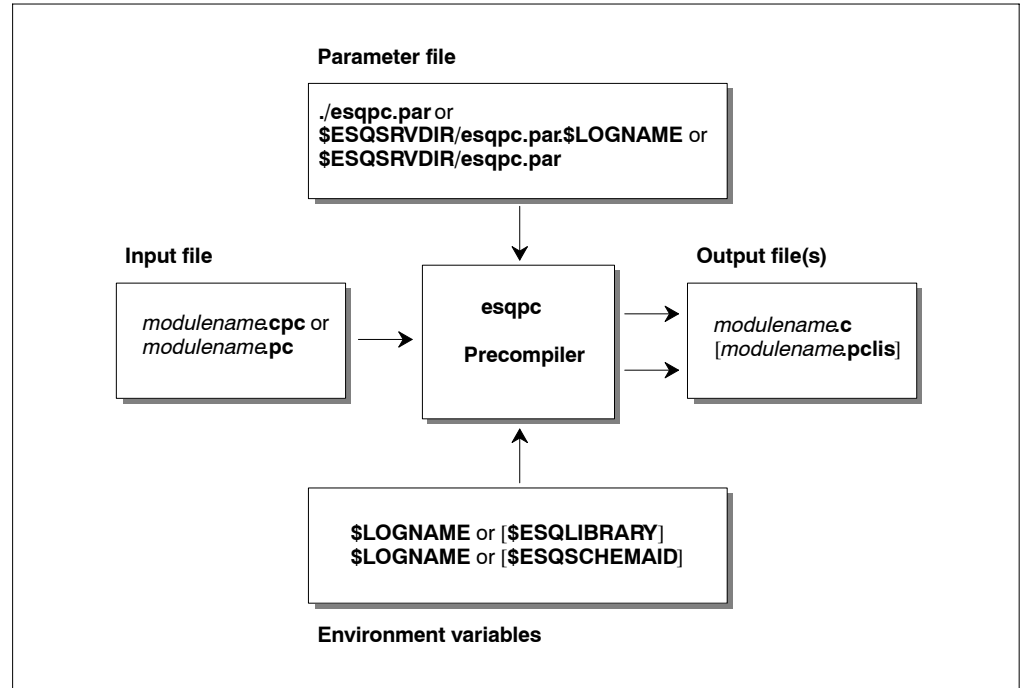 Parameter file
./esqpc.par or
$ESQSRVDIR/esqpc.par.$LOGNAME or
$ESQSRVDIR/esqpc.par
Input file
modulename.cpc or
modulename.pc
esqpc
Precompiler
Output file(s)
modulename.c
[modulename.pclis]
$LOGNAME or [$ESQLIBRARY]
$LOGNAME or [$ESQSCHEMAID]
Environment variables